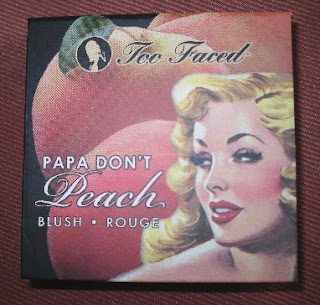 Too Faced
PAPA DON'T
Peach
BLUSH • ROUGE